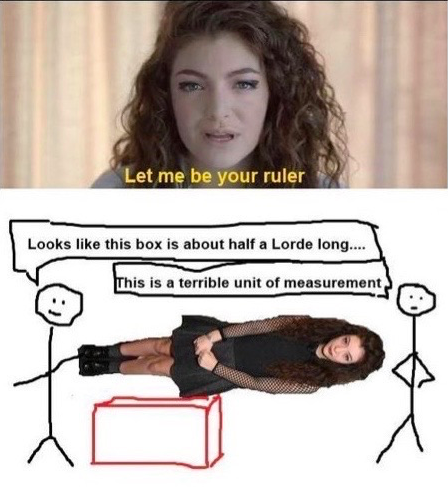 Let me be your ruler
Looks like this box is about half a Lorde long....
This is a terrible unit of measurement